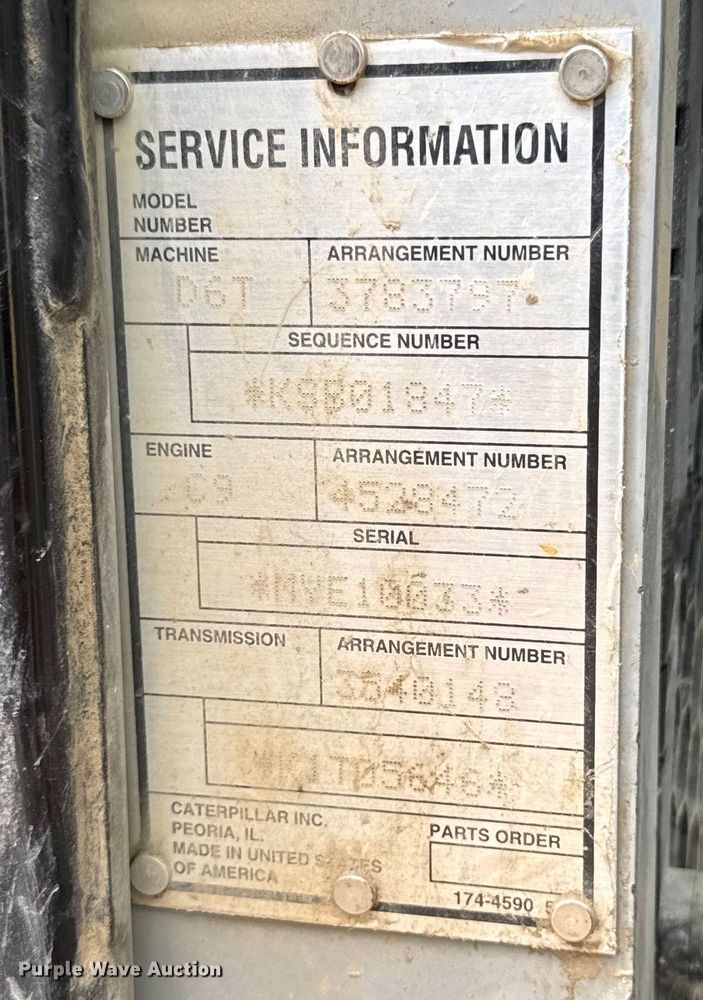 SERVICE INFORMATION
MODEL
NUMBER
MACHINE ARRANGEMENT NUMBER
D6T 3783797
SEQUENCE NUMBER
*KSB01847*
ENGINE ARRANGEMENT NUMBER
C9 4528472
SERIAL
*MYE10033*
TRANSMISSION ARRANGEMENT NUMBER
3840148
CATERPILLAR INC.
PEORIA, IL. PARTS ORDER
MADE IN UNITED STATES
OF AMERICA
174-4590
Purple Wave Auction